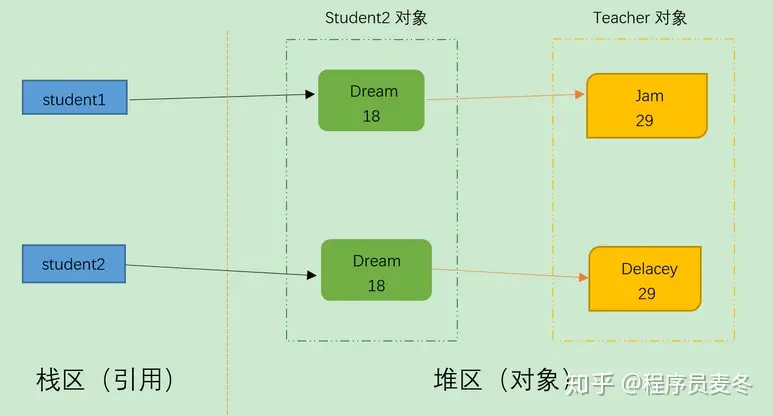 Student2 对象
Teacher 对象
student1
Dream
18
Jam
29
student2
Dream
18
Delacey
29
栈区（引用）
堆区（对象）
知乎 @程序员麦冬